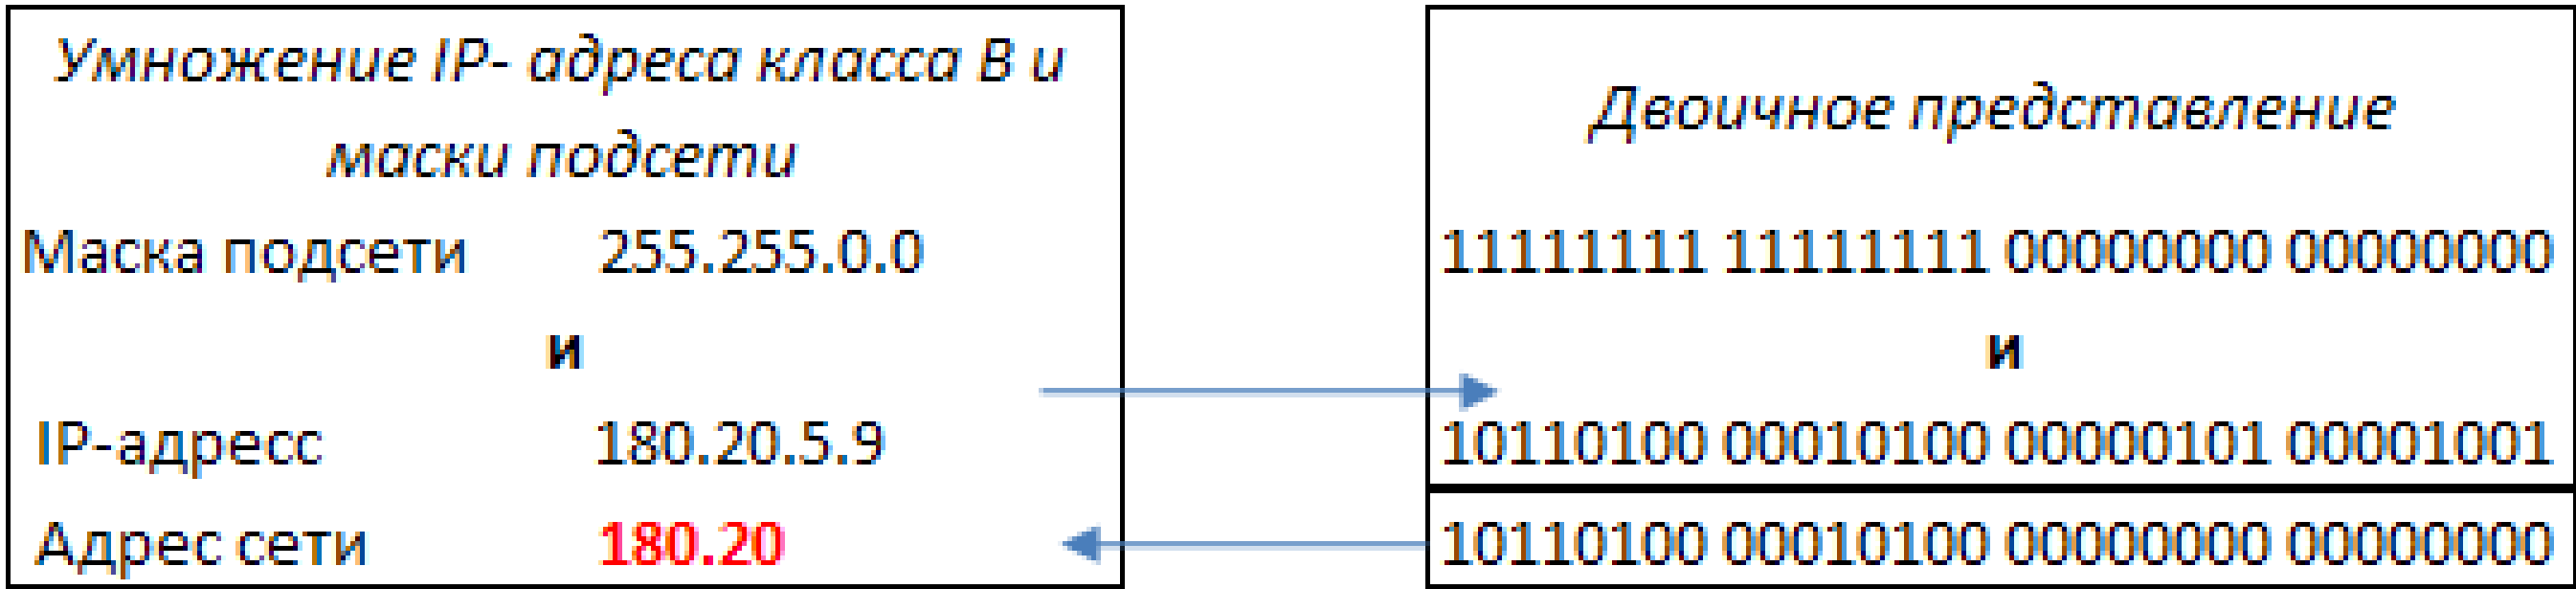 Умножение IP- адреса класса B и
маски подсети
Маска подсети 255.255.0.0
и
IP-адресс 180.20.5.9
Адрес сети 180.20
Двоичное представление
11111111 11111111 00000000 00000000
и
10110100 00010100 00000101 00001001
10110100 00010100 00000000 00000000